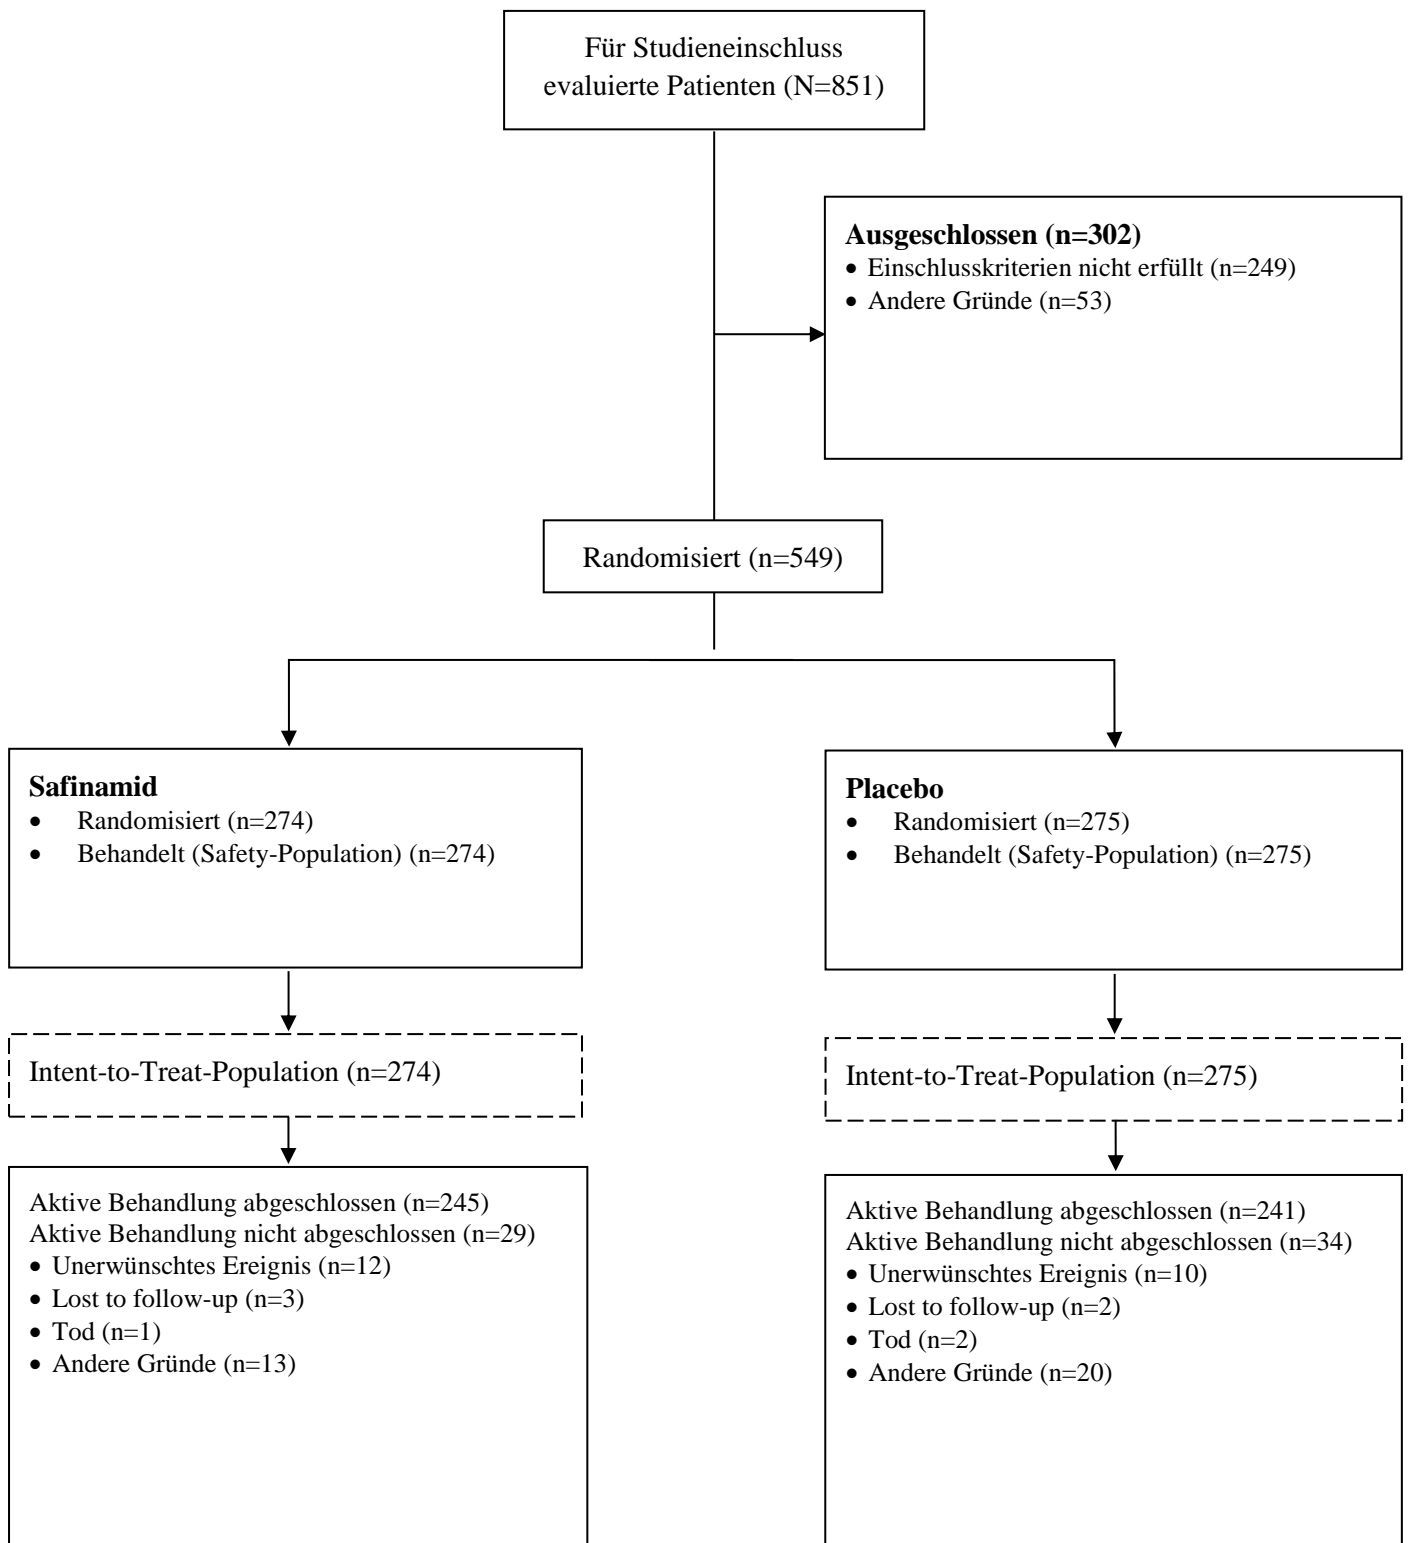 Für Studieneinschluss
evaluierte Patienten (N=851)
Ausgeschlossen (n=302)
• Einschlusskriterien nicht erfüllt (n=249)
• Andere Gründe (n=53)
Randomisiert (n=549)
Safinamid
• Randomisiert (n=274)
• Behandelt (Safety-Population) (n=274)
Placebo
• Randomisiert (n=275)
• Behandelt (Safety-Population) (n=275)
Intent-to-Treat-Population (n=274)
Intent-to-Treat-Population (n=275)
Aktive Behandlung abgeschlossen (n=245)
Aktive Behandlung nicht abgeschlossen (n=29)
• Unerwünschtes Ereignis (n=12)
• Lost to follow-up (n=3)
• Tod (n=1)
• Andere Gründe (n=13)
Aktive Behandlung abgeschlossen (n=241)
Aktive Behandlung nicht abgeschlossen (n=34)
• Unerwünschtes Ereignis (n=10)
• Lost to follow-up (n=2)
• Tod (n=2)
• Andere Gründe (n=20)